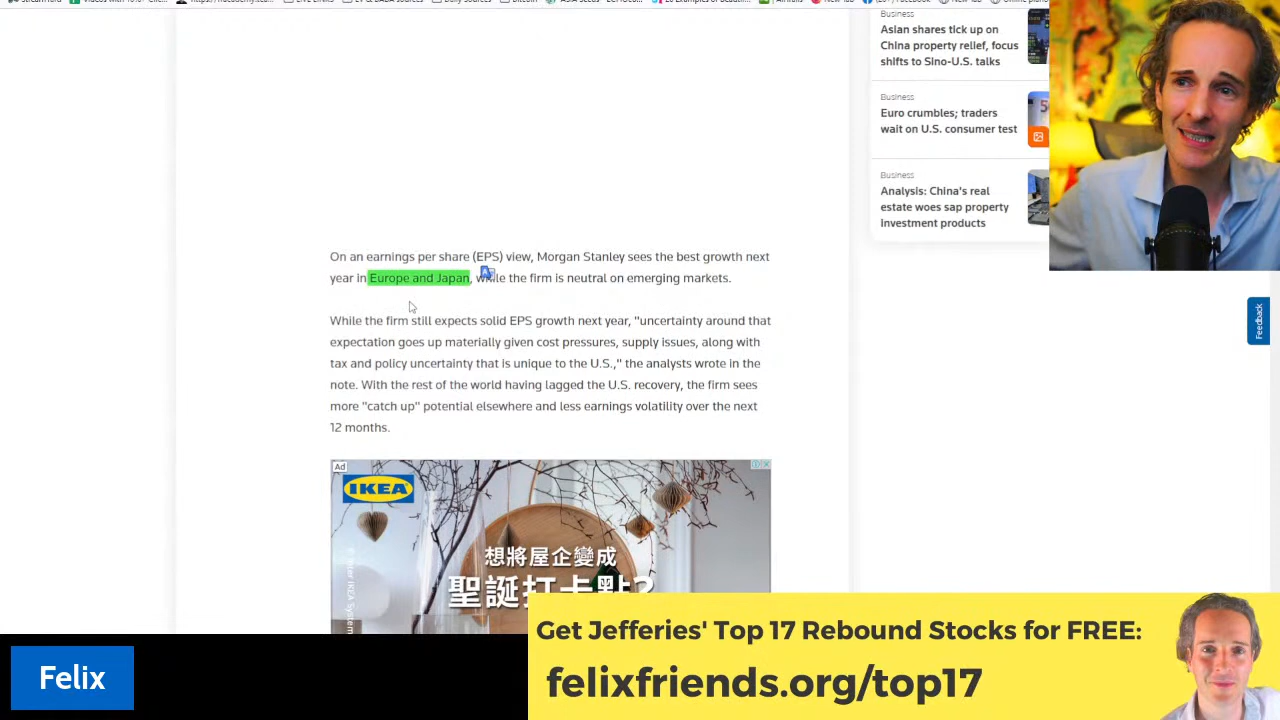 Business
Asian shares tick up on
China property relief, focus
shifts to Sino-U.S. talks
Business
Euro crumbles; traders
wait on U.S. consumer test
Business
Analysis: China's real
estate woes sap property
investment products
On an earnings per share (EPS) view, Morgan Stanley sees the best growth next
year in Europe and Japan, while the firm is neutral on emerging markets.
While the firm still expects solid EPS growth next year, "uncertainty around that
expectation goes up materially given cost pressures, supply issues, along with
tax and policy uncertainty that is unique to the U.S.," the analysts wrote in the
note. With the rest of the world having lagged the U.S. recovery, the firm sees
more "catch up" potential elsewhere and less earnings volatility over the next
12 months.
Feedback
Ad
IKEA
想將屋企變成
聖誕打卡點?
Inter IKEA System
Get Jefferies' Top 17 Rebound Stocks for FREE:
felixfriends.org/top17
Felix